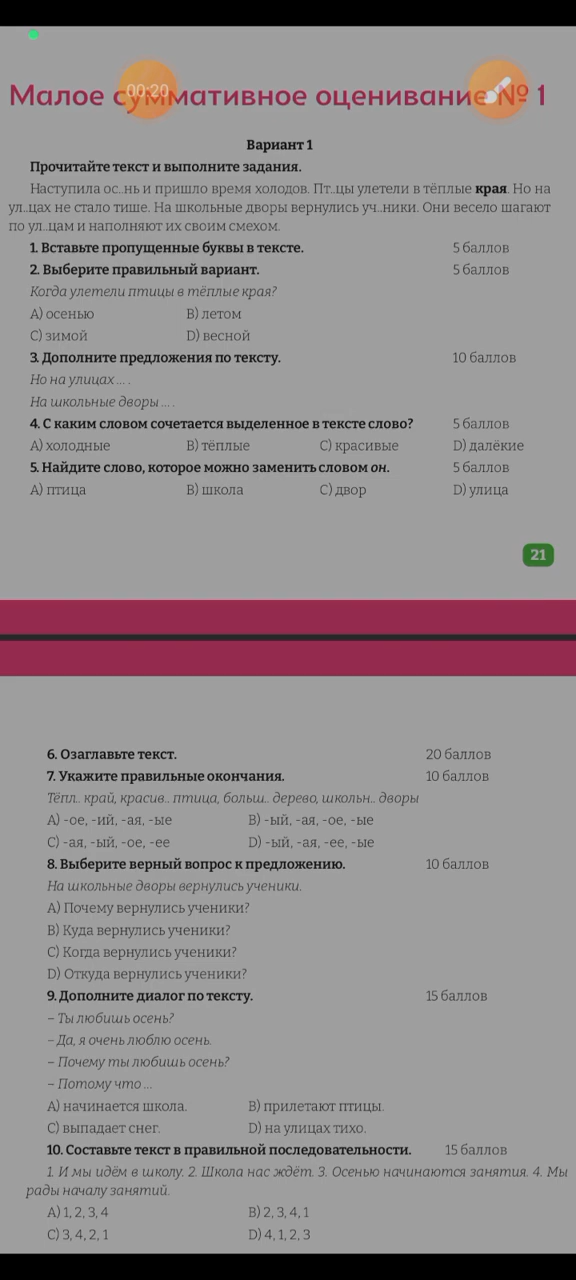 00:20
Малое суммативное оценивание № 1
Вариант 1
Прочитайте текст и выполните задания.
Наступила ос..нь и пришло время холодов. Пт..цы улетели в тёплые края. Но на
ул..цах не стало тише. На школьные дворы вернулись уч..ники. Они весело шагают
по ул..цам и наполняют их своим смехом.
1. Вставьте пропущенные буквы в тексте. 5 баллов
2. Выберите правильный вариант. 5 баллов
Когда улетели птицы в тёплые края?
A) осенью B) летом
C) зимой D) весной
3. Дополните предложения по тексту. 10 баллов
Но на улицах ... .
На школьные дворы ... .
4. С каким словом сочетается выделенное в тексте слово? 5 баллов
A) холодные B) тёплые C) красивые D) далёкие
5. Найдите слово, которое можно заменить словом он. 5 баллов
A) птица B) школа C) двор D) улица
21
6. Озаглавьте текст. 20 баллов
7. Укажите правильные окончания. 10 баллов
Тёпл.. край, красив.. птица, больш.. дерево, школьн.. дворы
A) -ое, -ий, -ая, -ые B) -ый, -ая, -ое, -ые
C) -ая, -ый, -ое, -ее D) -ый, -ая, -ее, -ые
8. Выберите верный вопрос к предложению. 10 баллов
На школьные дворы вернулись ученики.
A) Почему вернулись ученики?
B) Куда вернулись ученики?
C) Когда вернулись ученики?
D) Откуда вернулись ученики?
9. Дополните диалог по тексту. 15 баллов
– Ты любишь осень?
– Да, я очень люблю осень.
– Почему ты любишь осень?
– Потому что ...
A) начинается школа. B) прилетают птицы.
C) выпадает снег. D) на улицах тихо.
10. Составьте текст в правильной последовательности. 15 баллов
1. И мы идём в школу. 2. Школа нас ждёт. 3. Осенью начинаются занятия. 4. Мы
рады началу занятий.
A) 1, 2, 3, 4 B) 2, 3, 4, 1
C) 3, 4, 2, 1 D) 4, 1, 2, 3